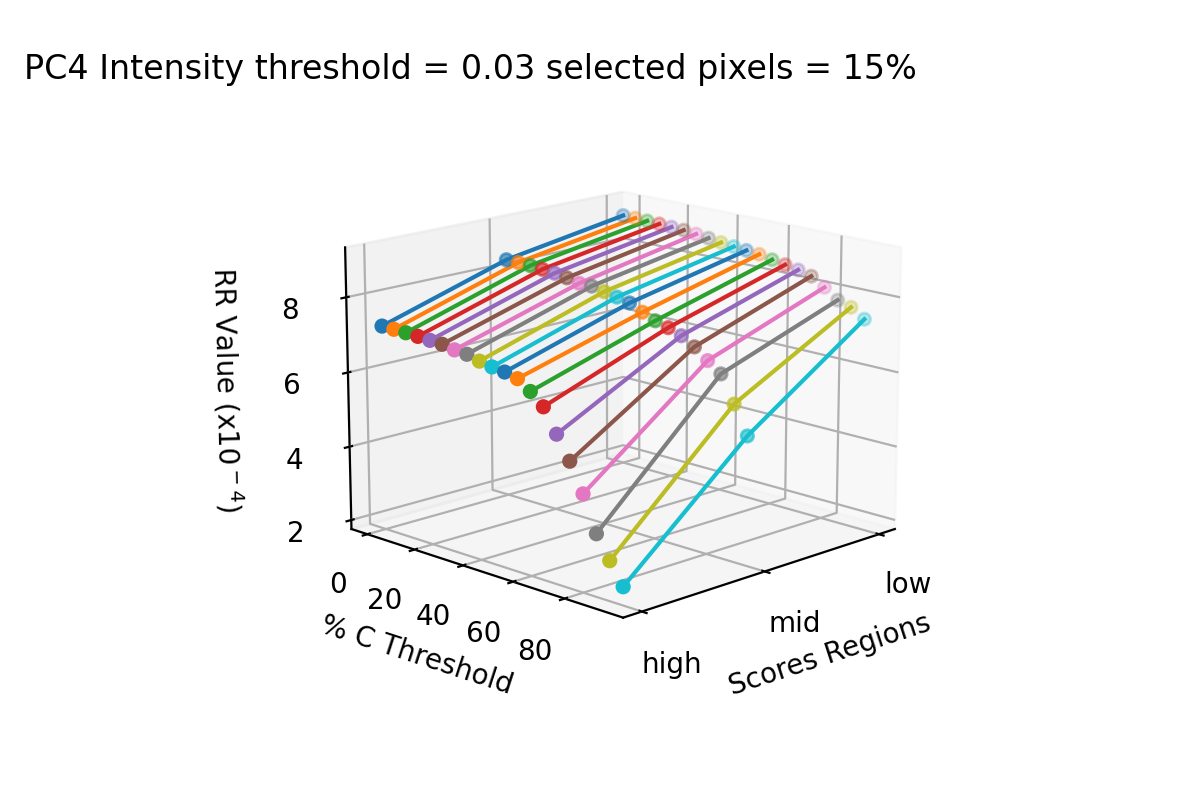 PC4 Intensity threshold = 0.03 selected pixels = 15%
RR Value (x10⁻⁴)
8
6
4
2
0
20
40
60
80
% C Threshold
high
mid
low
Scores Regions